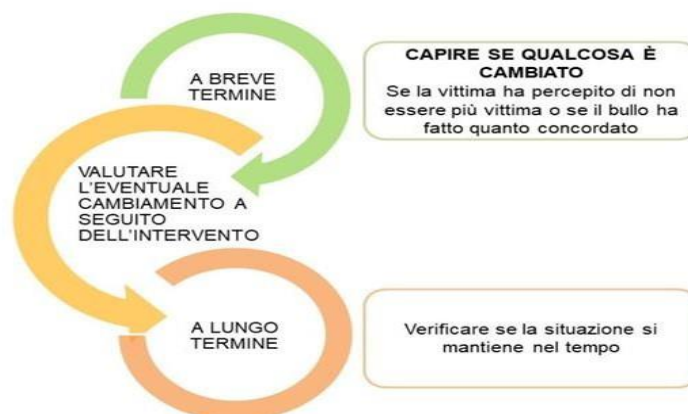 A BREVE
TERMINE
CAPIRE SE QUALCOSA È
CAMBIATO
Se la vittima ha percepito di non
essere più vittima o se il bullo ha
fatto quanto concordato
VALUTARE
L'EVENTUALE
CAMBIAMENTO A
SEGUITO
DELL'INTERVENTO
A LUNGO
TERMINE
Verificare se la situazione si
mantiene nel tempo